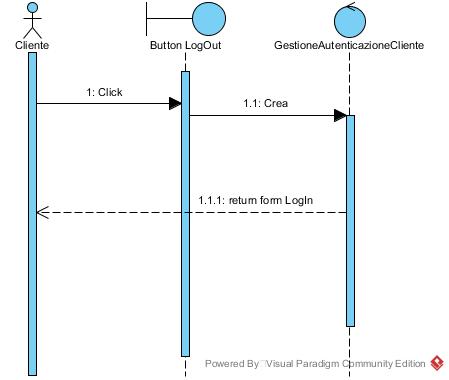 Cliente
Button LogOut
GestioneAutenticazioneCliente
1: Click
1.1: Crea
1.1.1: return form LogIn
Powered By Visual Paradigm Community Edition